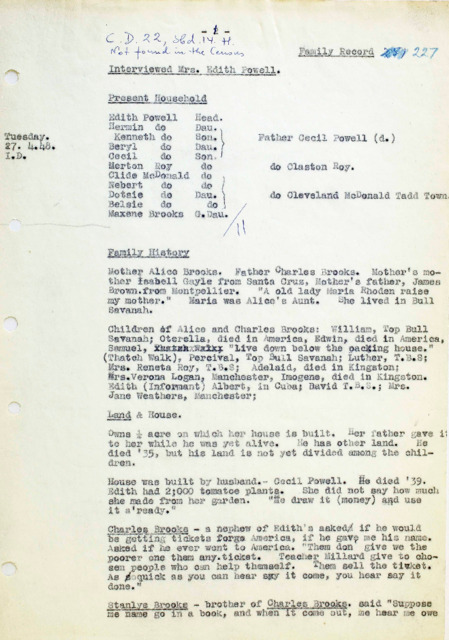 C.D. 22, Sbd. 14 H.
- 1 -
Not found in the Census
Family Record 227
Interviewed Mrs. Edith Powell.
Present Household
Tuesday.
27. 4.48.
I.D.
Edith Powell Head.
Hermin do Dau.
Kenneth do Son.
Beryl do Dau. Father Cecil Powell (d.)
Cecil do Son.
Merton Roy do do Claston Roy.
Clide McDonald do
Nebert do do
Dotsie do Dau. do Cleveland McDonald Tadd Town
Belsie do do
Maxene Brooks G.Dau.
11
Family History
Mother Alice Brooks. Father Charles Brooks. Mother's mo-
ther Isabell Gayle from Santa Cruz, Mother's father, James
Brown from Montpellier. "A old lady Maria Rhoden raise
my mother." Maria was Alice's Aunt. She lived in Bull
Savanah.
Children of Alice and Charles Brooks: William, Top Bull
Savanah; Oterella, died in America, Edwin, died in America,
Samuel, "live down below the packing house."
(Thatch Walk), Percival, Top Bull Savanah; Luther, T.B.S;
Mrs. Reneta Roy, T.B.S; Adelaid, died in Kingston;
Mrs.Verona Logan, Manchester, Imogene, died in Kingston.
Edith (Informant) Albert, in Cuba; David T.B.S.; Mrs.
Jane Weathers, Manchester;
Land & House.
Owns ½ acre on which her house is built. Her father gave it
to her while he was yet alive. He has other land. He
died '35, but his land is not yet divided among the chil-
dren.
House was built by husband.- Cecil Powell. He died '39.
Edith had 2;000 tomatoe plants. She did not say how much
she made from her garden. "He draw it (money) and use
it a'ready."
Charles Brooks - a nephew of Edith's asked if he would
be getting tickets forgo America, if he gave me his name.
Asked if he ever went to America. "Them don give we the
poorer one them any.ticket. Teacher Millard give to cho-
sen people who can help themself. Them sell the ticket.
As quick as you can hear say it come, you hear say it
done."
Stanlys Brooks - brother of Charles Brooks. said "Suppose
me name go in a book, and when it come out, me hear me owe